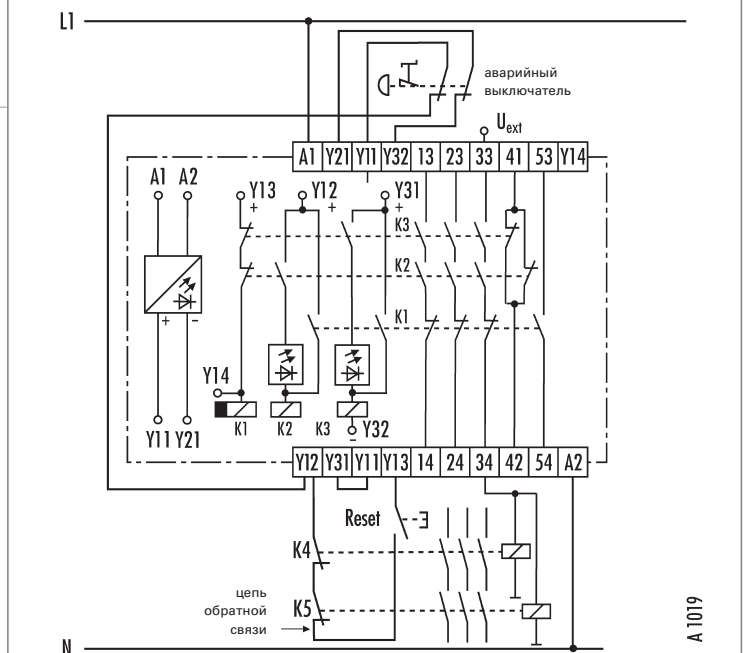 L1
аварийный
выключатель
U ext
A1 Y21 Y11 Y32 13 23 33 41 53 Y14
A1 A2 Y13 Y12 Y31
+ + +
K3
K2
K1
+ −
Y14
K1 K2 K3 Y32
−
Y11 Y21
Y12 Y31 Y11 Y13 14 24 34 42 54 A2
Reset
K4
цепь
обратной
связи
K5
A 1019
N